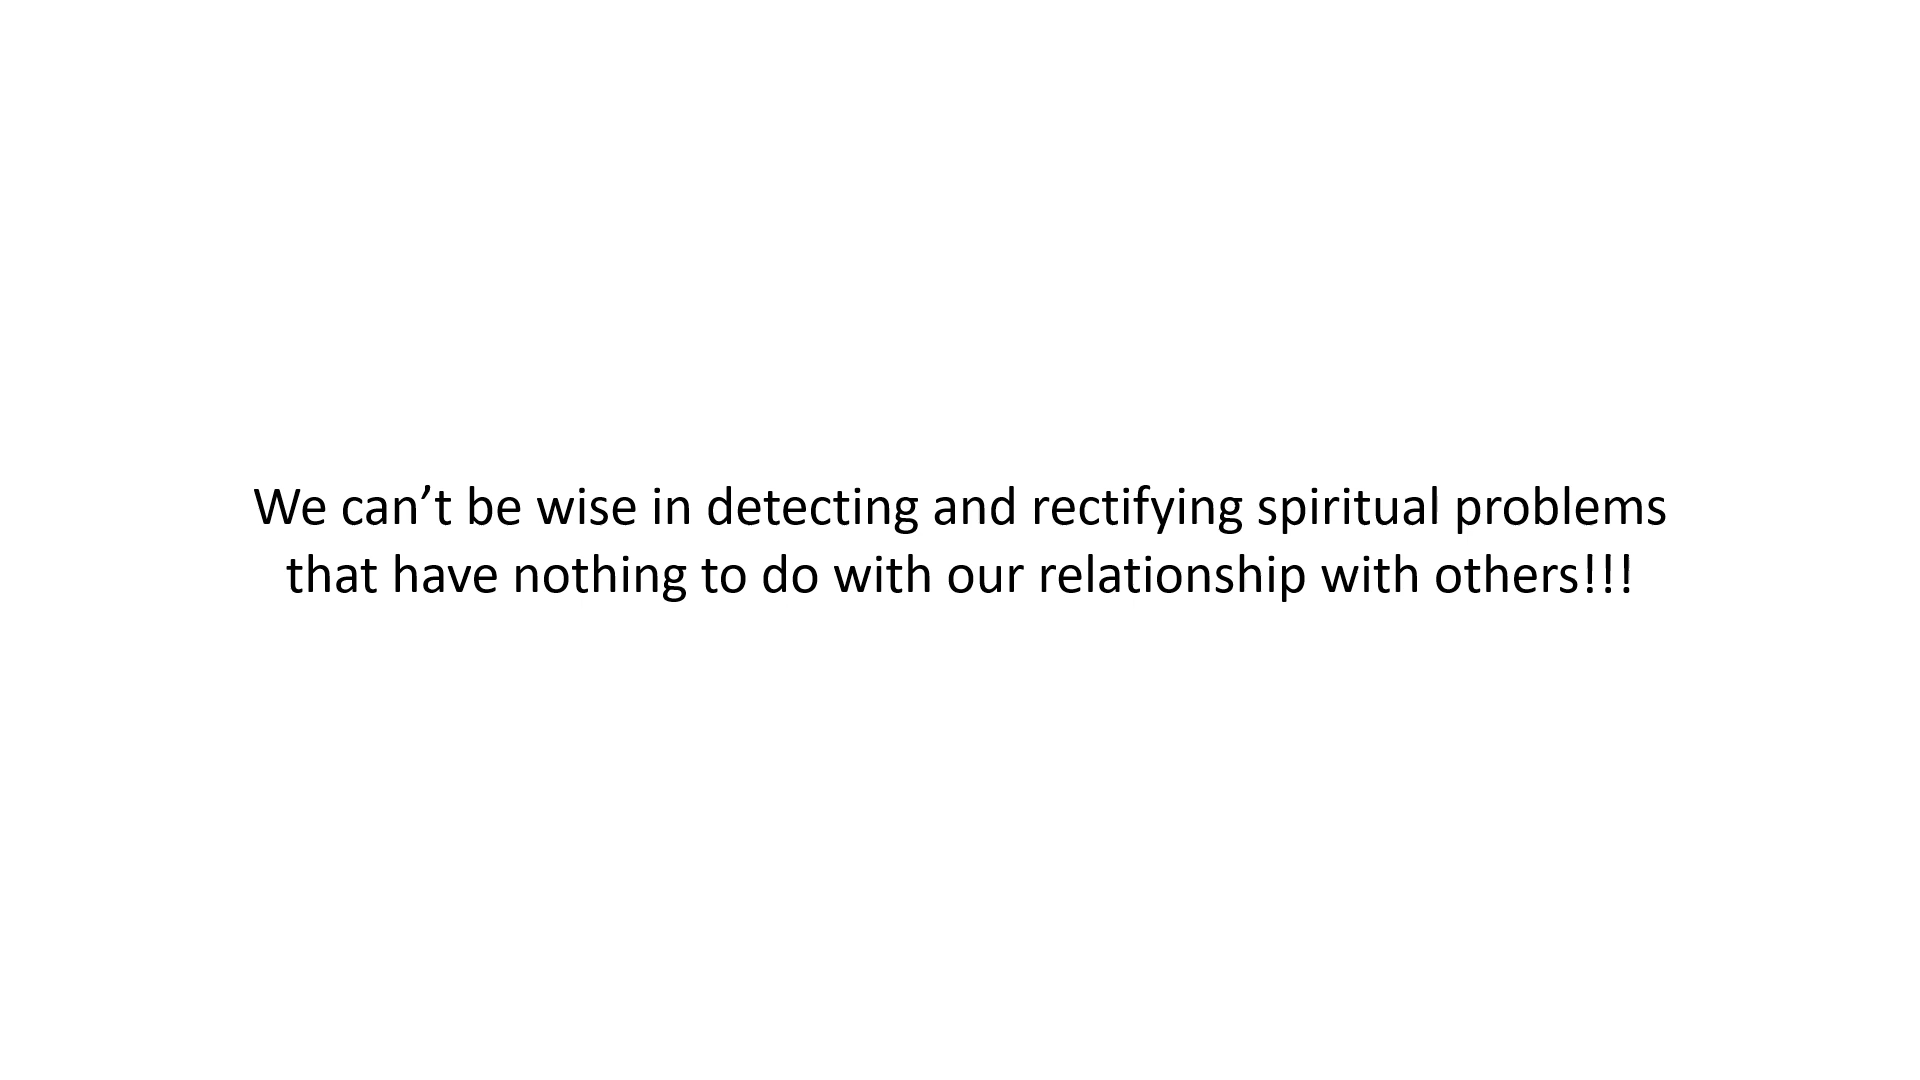 We can’t be wise in detecting and rectifying spiritual problems
that have nothing to do with our relationship with others!!!